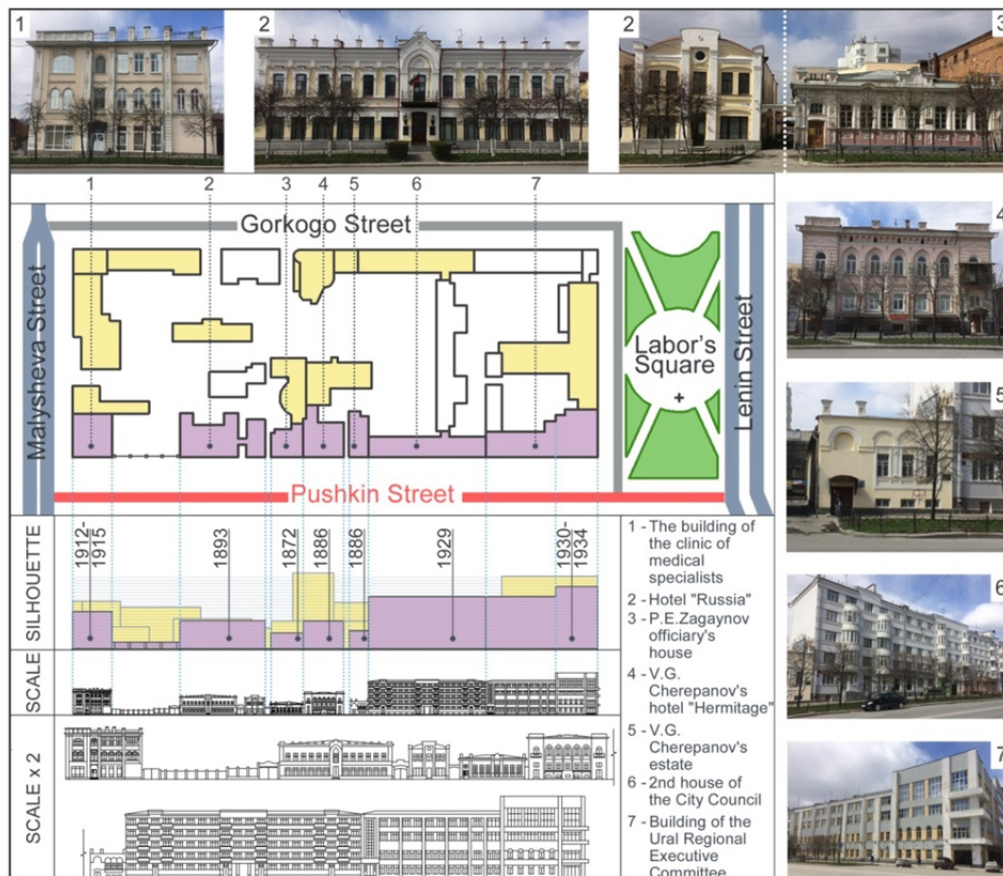 1
2
2
3
1
2
3
4
5
6
7
Gorkogo Street
Malysheva Street
Labor's
Square
+
Lenin Street
Pushkin Street
4
5
6
7
SILHOUETTE
1912-
1915
1893
1872
1886
1886
1929
1930-
1934
SCALE
SCALE x 2
1 - The building of
the clinic of
medical
specialists
2 - Hotel "Russia"
3 - P.E.Zagaynov
officiary's
house
4 - V.G.
Cherepanov's
hotel "Hermitage"
5 - V.G.
Cherepanov's
estate
6 - 2nd house of
the City Council
7 - Building of the
Ural Regional
Executive
Committee